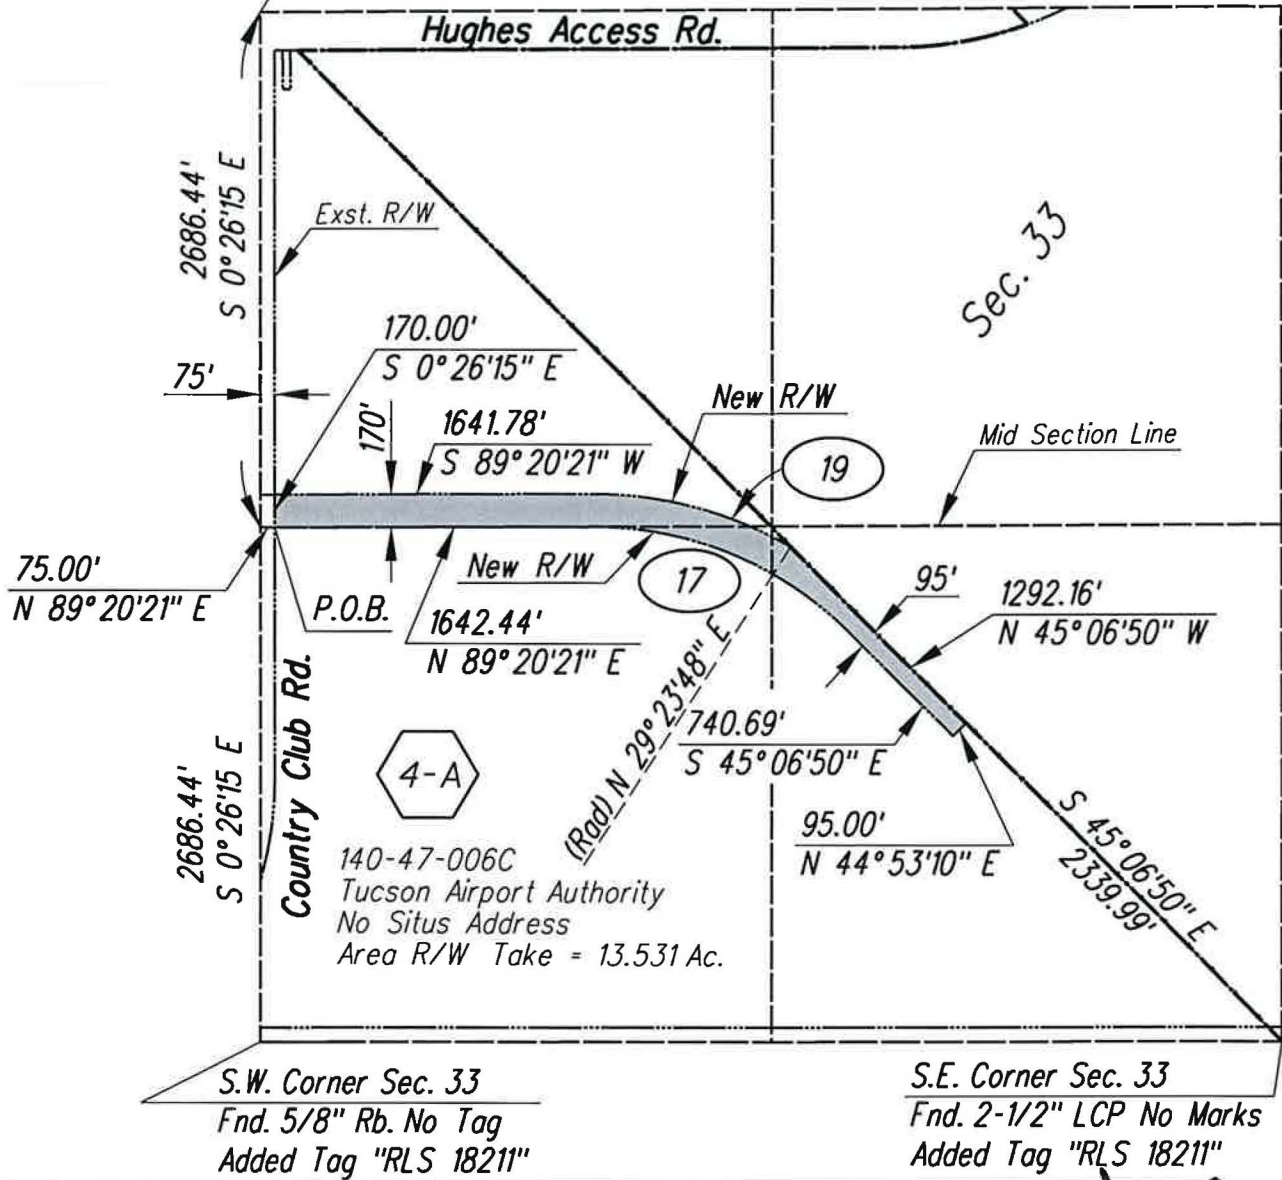 Hughes Access Rd.
2686.44'
S 0°26'15 E
Exst. R/W
Sec. 33
170.00'
S 0°26'15" E
75'
170'
1641.78'
S 89°20'21" W
New R/W
19
Mid Section Line
75.00'
N 89°20'21" E
P.O.B.
New R/W
17
1642.44'
N 89°20'21" E
95'
1292.16'
N 45°06'50" W
(Rad) N 29°23'48" E
740.69'
S 45°06'50" E
95.00'
N 44°53'10" E
S 45°06'50" E
2339.99'
2686.44'
S 0°26'15 E
Country Club Rd.
4-A
140-47-006C
Tucson Airport Authority
No Situs Address
Area R/W Take = 13.531 Ac.
S.W. Corner Sec. 33
Fnd. 5/8" Rb. No Tag
Added Tag "RLS 18211"
S.E. Corner Sec. 33
Fnd. 2-1/2" LCP No Marks
Added Tag "RLS 18211"